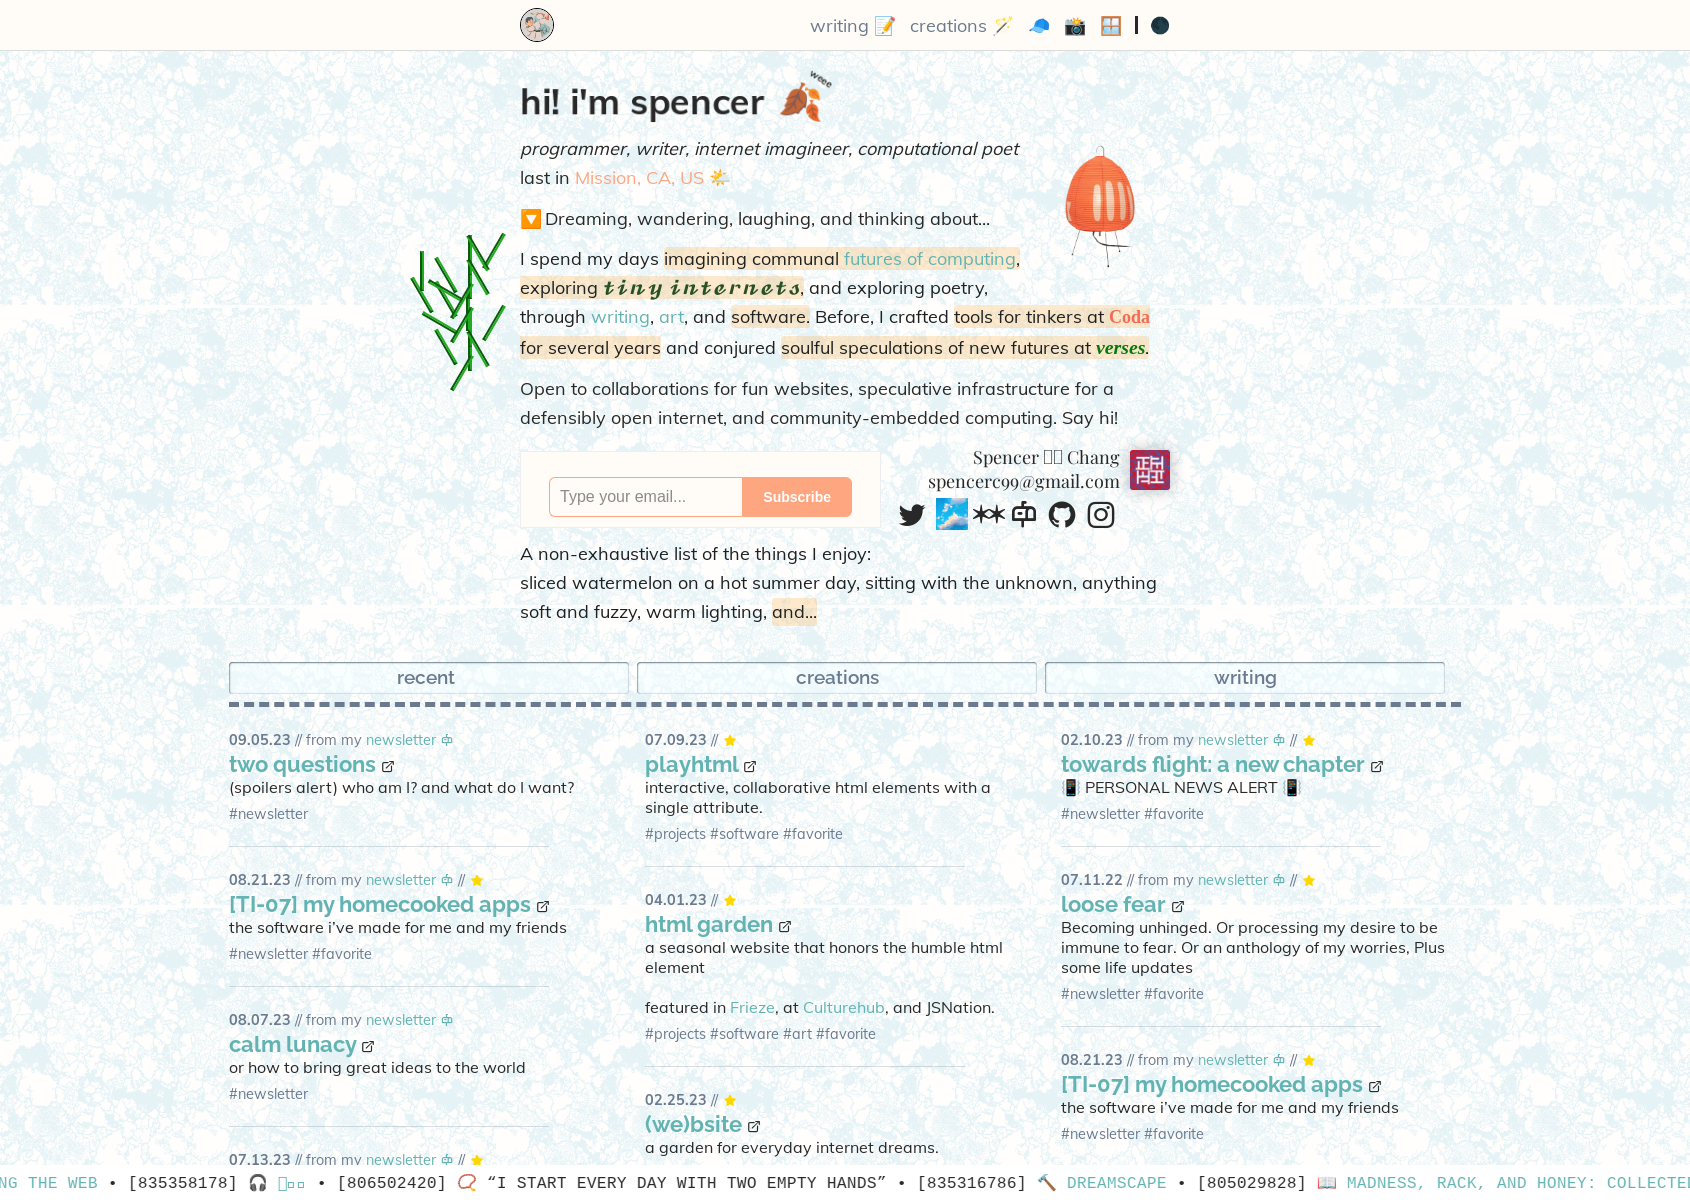 writing 📝 creations 🪄 🧢 📸 🪟 | 🌑
weee
hi! i'm spencer 🍂
programmer, writer, internet imagineer, computational poet
last in Mission, CA, US 🌤️
🔽 Dreaming, wandering, laughing, and thinking about...
I spend my days imagining communal futures of computing,
exploring tiny internets, and exploring poetry,
through writing, art, and software. Before, I crafted tools for tinkers at Coda
for several years and conjured soulful speculations of new futures at verses.
Open to collaborations for fun websites, speculative infrastructure for a
defensibly open internet, and community-embedded computing. Say hi!
Type your email...
Subscribe
Spencer Chang
spencerc99@gmail.com
A non-exhaustive list of the things I enjoy:
sliced watermelon on a hot summer day, sitting with the unknown, anything
soft and fuzzy, warm lighting, and...
recent
creations
writing
09.05.23 // from my newsletter
two questions
(spoilers alert) who am I? and what do I want?
#newsletter
08.21.23 // from my newsletter // ⭐
[TI-07] my homecooked apps
the software i've made for me and my friends
#newsletter #favorite
08.07.23 // from my newsletter
calm lunacy
or how to bring great ideas to the world
#newsletter
07.13.23 // from my newsletter // ⭐
07.09.23 // ⭐
playhtml
interactive, collaborative html elements with a
single attribute.
#projects #software #favorite
04.01.23 // ⭐
html garden
a seasonal website that honors the humble html
element
featured in Frieze, at Culturehub, and JSNation.
#projects #software #art #favorite
02.25.23 // ⭐
(we)bsite
a garden for everyday internet dreams.
02.10.23 // from my newsletter // ⭐
towards flight: a new chapter
📳 PERSONAL NEWS ALERT 📳
#newsletter #favorite
07.11.22 // from my newsletter // ⭐
loose fear
Becoming unhinged. Or processing my desire to be
immune to fear. Or an anthology of my worries, Plus
some life updates
#newsletter #favorite
08.21.23 // from my newsletter // ⭐
[TI-07] my homecooked apps
the software i've made for me and my friends
#newsletter #favorite
NG THE WEB • [835358178] 🎧 • [806502420] 📿 “I START EVERY DAY WITH TWO EMPTY HANDS” • [835316786] 🔨 DREAMSCAPE • [805029828] 📖 MADNESS, RACK, AND HONEY: COLLECTED